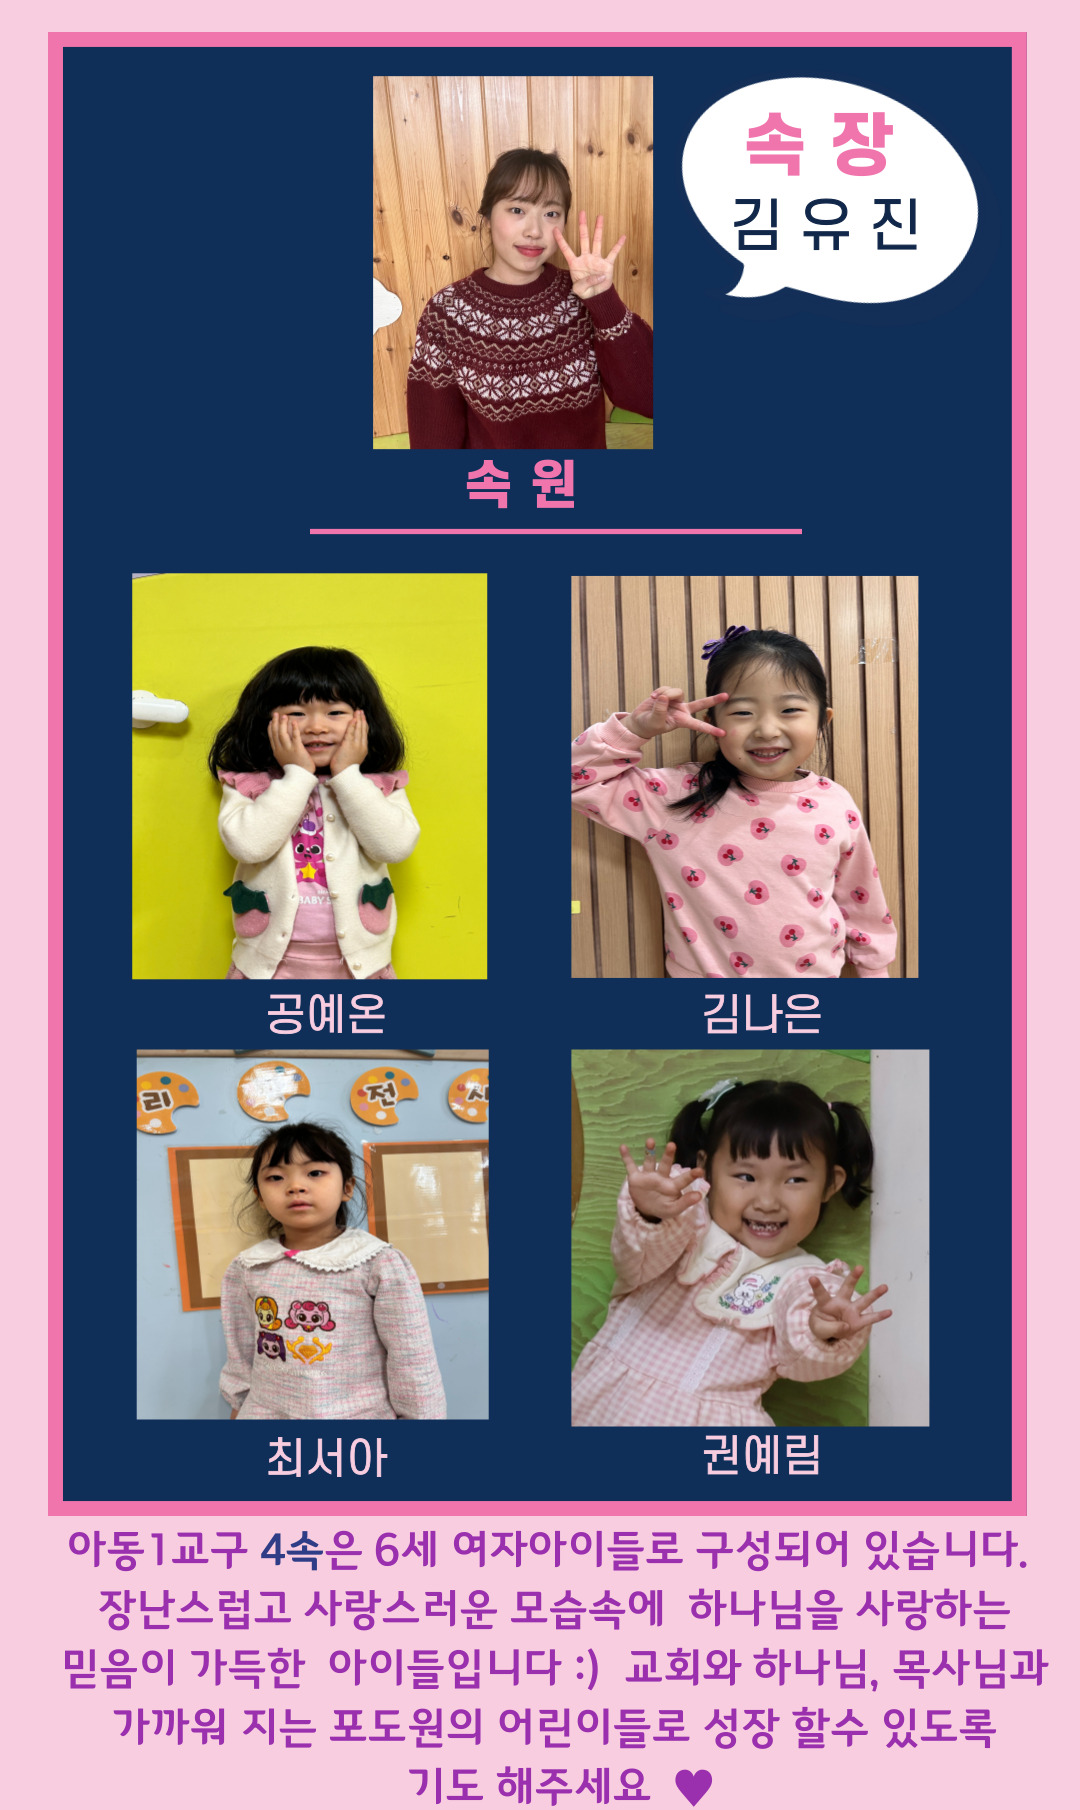 속 장
김 유 진
속 원
BABY
공예온
김나은
리
전
최서아
권예림
아동1교구 4속은 6세 여자아이들로 구성되어 있습니다.
장난스럽고 사랑스러운 모습속에 하나님을 사랑하는
믿음이 가득한 아이들입니다 :) 교회와 하나님, 목사님과
가까워 지는 포도원의 어린이들로 성장 할수 있도록
기도 해주세요 ♥